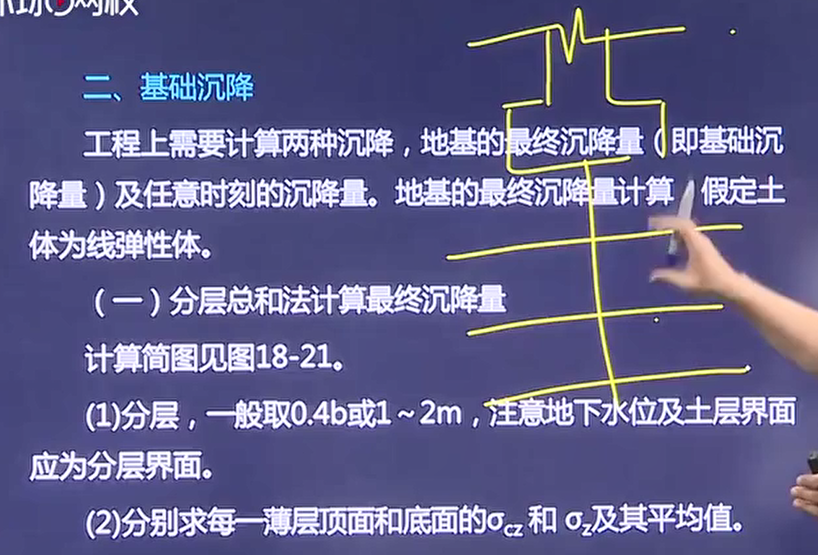 环球网校
二、基础沉降
工程上需要计算两种沉降，地基的最终沉降量（即基础沉
降量）及任意时刻的沉降量。地基的最终沉降量计算，假定土
体为线弹性体。
（一）分层总和法计算最终沉降量
计算简图见图18-21。
(1)分层，一般取0.4b或1～2m，注意地下水位及土层界面
应为分层界面。
(2)分别求每一薄层顶面和底面的σcz 和 σz及其平均值。